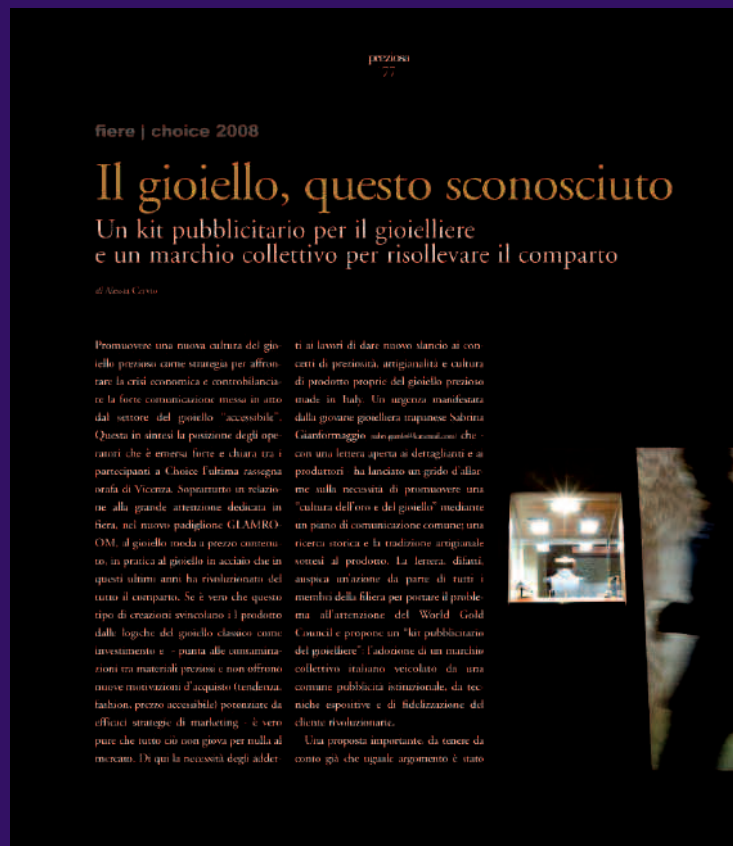 preziosa
77
fiere | choice 2008
Il gioiello, questo sconosciuto
Un kit pubblicitario per il gioielliere
e un marchio collettivo per risollevare il comparto
di
Promuovere una nuova cultura del gio-
iello prezioso come strategia per affron-
tare la crisi economica e controbilancia-
re la forte comunicazione messa in atto
dal settore del gioiello "accessibile".
Questa in sintesi la posizione degli ope-
ratori che è emersa forte e chiara tra i
partecipanti a Choice l'ultima rassegna
orafa di Vicenza. Soprattutto in relazio-
ne alla grande attenzione dedicata in
fiera, nel nuovo padiglione GLAMRO-
OM, al gioiello moda a prezzo contenu-
to, in pratica al gioiello in acciaio che in
questi ultimi anni ha rivoluzionato del
tutto il comparto. Se è vero che questo
tipo di creazioni svincolano il prodotto
dalle logiche del gioiello classico come
investimento e - punta alle contamina-
zioni tra materiali preziosi e non offrono
nuove motivazioni d'acquisto (tendenza,
fashion, prezzo accessibile) potenziate da
efficaci strategie di marketing - è vero
pure che tutto ciò non giova per nulla al
mercato. Di qui la necessità degli addet-
ti ai lavori di dare nuovo slancio ai con-
cetti di preziosità, artigianalità e cultura
di prodotto proprie del gioiello prezioso
made in Italy. Un urgenza manifestata
dalla giovane gioielliera trapanese Sabrina
Gianformaggio che -
con una lettera aperta ai dettaglianti e ai
produttori - ha lanciato un grido d'allar-
me sulla necessità di promuovere una
"cultura dell'oro e del gioiello" mediante
un piano di comunicazione comune; una
ricerca storica e la tradizione artigianale
sottesi al prodotto. La lettera, difatti,
auspica un'azione da parte di tutti i
membri della filiera per portare il proble-
ma all'attenzione del World Gold
Council e propone un "kit pubblicitario
del gioielliere": l'adozione di un marchio
collettivo italiano veicolato da una
comune pubblicità istituzionale, da tec-
niche espositive e di fidelizzazione del
cliente rivoluzionarie.
Una proposta importante, da tenere da
conto già che uguale argomento è stato